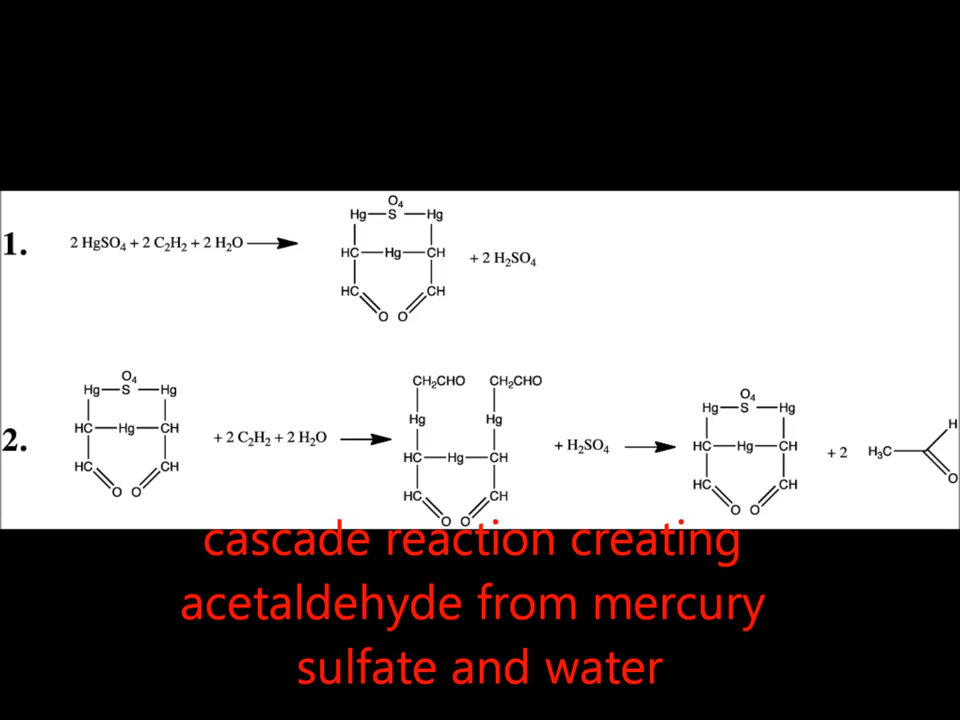 O₄
Hg—S—Hg
1. 2 HgSO₄ + 2 C₂H₂ + 2 H₂O
HC—Hg—CH
+ 2 H₂SO₄
HC CH
O O
CH₂CHO CH₂CHO
O₄ O₄
Hg—S—Hg Hg Hg Hg—S—Hg H
2. HC—Hg—CH + 2 C₂H₂ + 2 H₂O HC—Hg—CH + H₂SO₄ HC—Hg—CH + 2 H₃C
HC CH HC CH HC CH O
O O O O O O
cascade reaction creating
acetaldehyde from mercury
sulfate and water